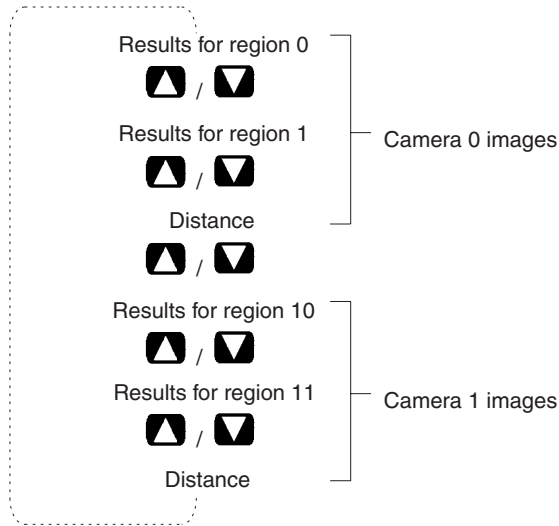 Results for region 0
/
Results for region 1
/
Camera 0 images
Distance
/
Results for region 10
/
Results for region 11
Camera 1 images
/
Distance